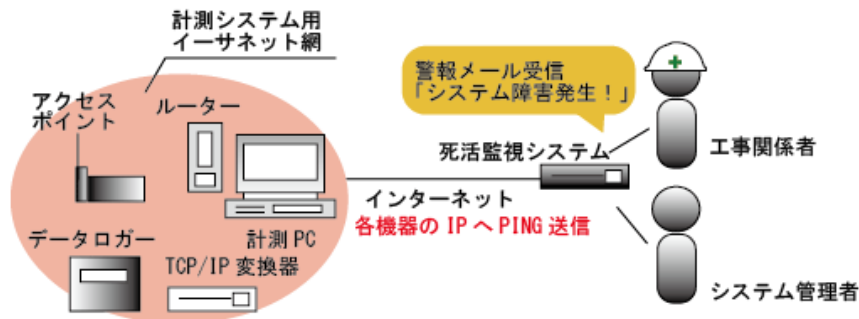 計測システム用
イーサネット網
アクセス
ポイント
ルーター
データロガー
計測PC
TCP/IP 変換器
警報メール受信
「システム障害発生！」
死活監視システム
インターネット
各機器の IP へ PING 送信
工事関係者
システム管理者